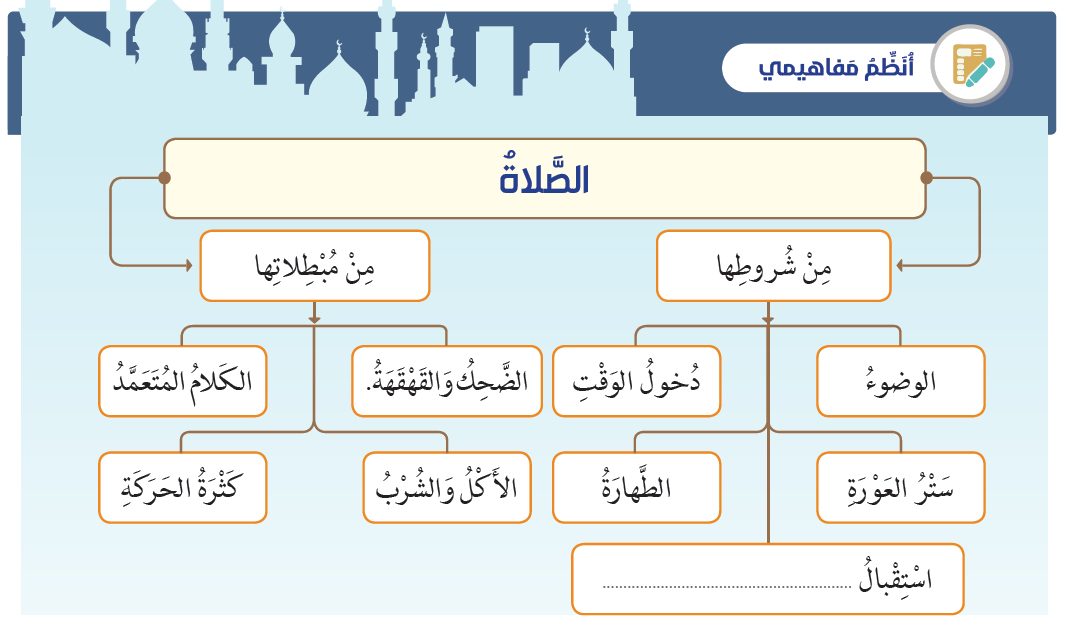 أُنَظِّمُ مَفاهيمي
الصَّلاةُ
مِنْ شُروطِها
مِنْ مُبْطِلاتِها
الوضوءُ
دُخولُ الوَقْتِ
الضَّحِكُ وَالقَهْقَهَةُ.
الكَلامُ المُتَعَمَّدُ
سَتْرُ العَوْرَةِ
الطَّهارَةُ
الأَكْلُ وَالشُرْبُ
كَثْرَةُ الحَرَكَةِ
اسْتِقْبالُ ..................................................